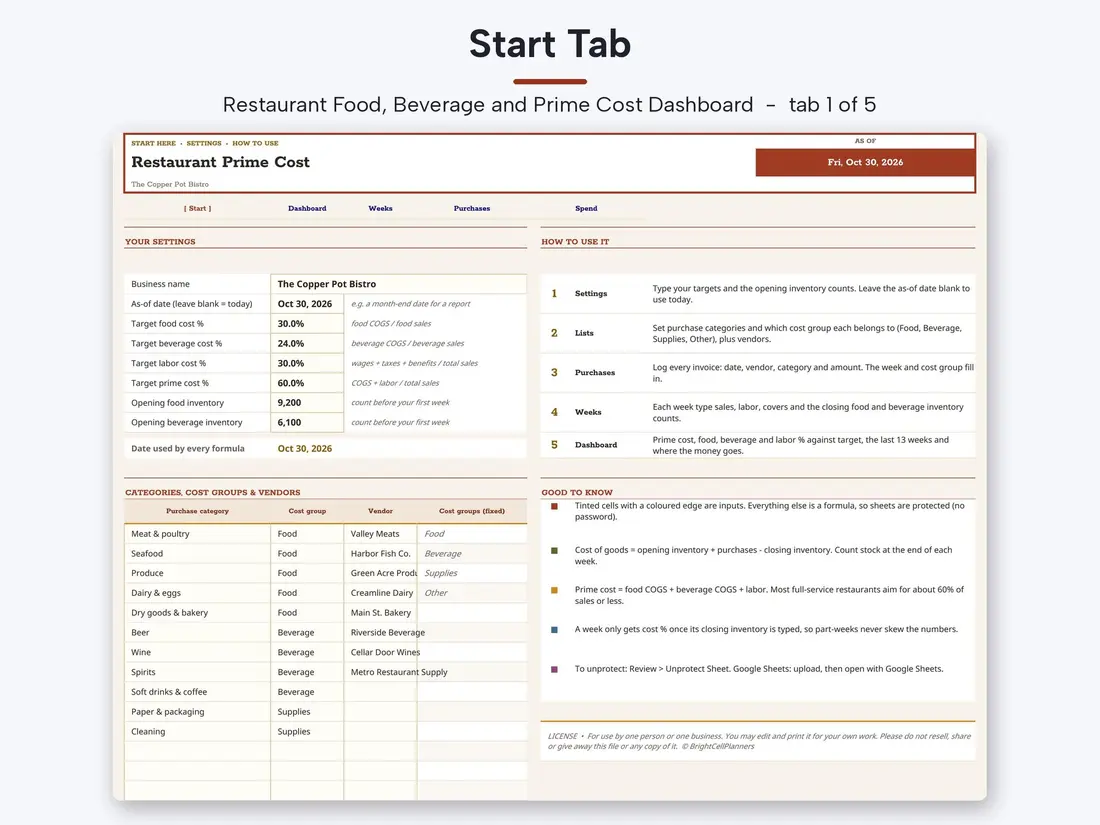 Start Tab
Restaurant Food, Beverage and Prime Cost Dashboard – tab 1 of 5
START HERE • SETTINGS • HOW TO USE
Restaurant Prime Cost
The Copper Pot Bistro
AS OF
Fri, Oct 30, 2026
[ Start ] Dashboard Weeks Purchases Spend
YOUR SETTINGS
Business name The Copper Pot Bistro
As-of date (leave blank = today) Oct 30, 2026 e.g. a month-end date for a report
Target food cost % 30.0% food COGS / food sales
Target beverage cost % 24.0% beverage COGS / beverage sales
Target labor cost % 30.0% wages + taxes + benefits / total sales
Target prime cost % 60.0% COGS + labor / total sales
Opening food inventory 9,200 count before your first week
Opening beverage inventory 6,100 count before your first week
Date used by every formula Oct 30, 2026
HOW TO USE IT
1 Settings Type your targets and the opening inventory counts. Leave the as-of date blank to
use today.
2 Lists Set purchase categories and which cost group each belongs to (Food, Beverage,
Supplies, Other), plus vendors.
3 Purchases Log every invoice: date, vendor, category and amount. The week and cost group fill
in.
4 Weeks Each week type sales, labor, covers and the closing food and beverage inventory
counts.
5 Dashboard Prime cost, food, beverage and labor % against target, the last 13 weeks and
where the money goes.
CATEGORIES, COST GROUPS & VENDORS
Purchase category Cost group Vendor Cost groups (fixed)
Meat & poultry Food Valley Meats Food
Seafood Food Harbor Fish Co. Beverage
Produce Food Green Acre Produ Supplies
Dairy & eggs Food Creamline Dairy Other
Dry goods & bakery Food Main St. Bakery
Beer Beverage Riverside Beverage
Wine Beverage Cellar Door Wines
Spirits Beverage Metro Restaurant Supply
Soft drinks & coffee Beverage
Paper & packaging Supplies
Cleaning Supplies
GOOD TO KNOW
Tinted cells with a coloured edge are inputs. Everything else is a formula, so sheets are protected (no
password).
Cost of goods = opening inventory + purchases - closing inventory. Count stock at the end of each
week.
Prime cost = food COGS + beverage COGS + labor. Most full-service restaurants aim for about 60% of
sales or less.
A week only gets cost % once its closing inventory is typed, so part-weeks never skew the numbers.
To unprotect: Review > Unprotect Sheet. Google Sheets: upload, then open with Google Sheets.
LICENSE • For use by one person or one business. You may edit and print it for your own work. Please do not resell, share
or give away this file or any copy of it. © BrightCellPlanners